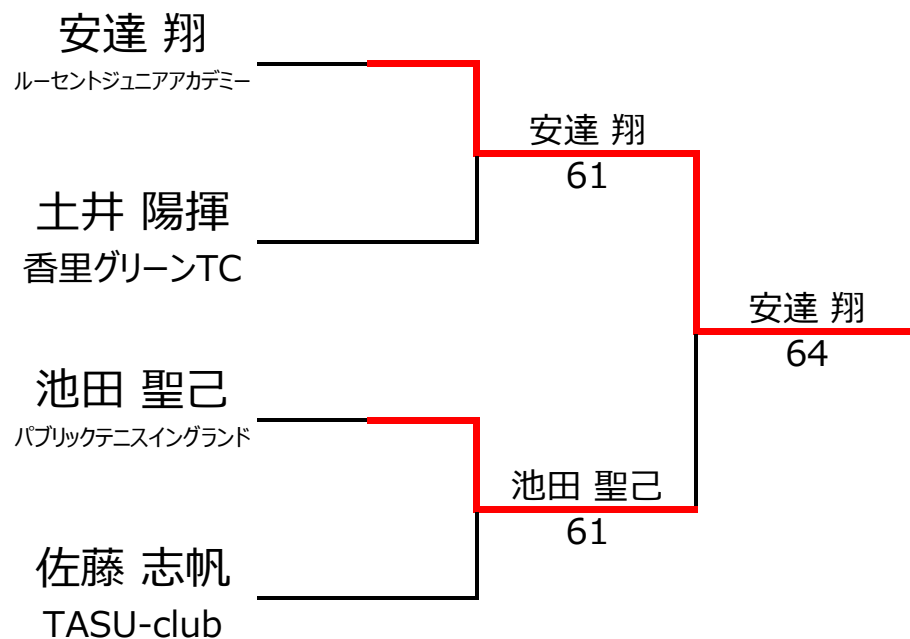 安達 翔
ルーセントジュニアアカデミー
安達 翔
61
土井 陽揮
香里グリーンTC
安達 翔
64
池田 聖己
パブリックテニスイングランド
池田 聖己
61
佐藤 志帆
TASU-club